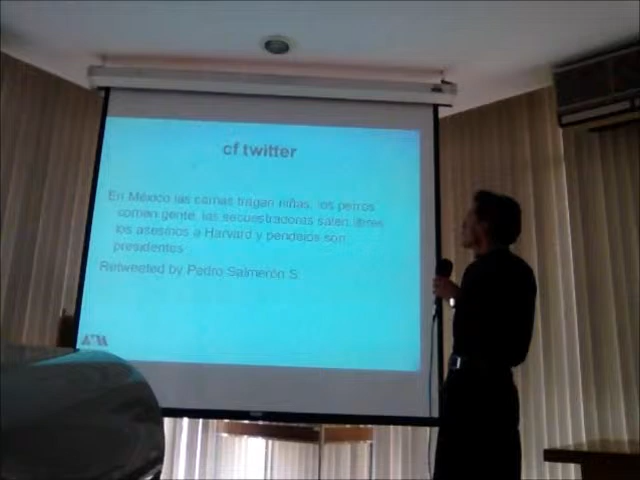 cf twitter
En México las camas tragan niñas, los perros
comen gente, las secuestradoras salen libres
los asesinos a Harvard y pendejos son
presidentes
Retweeted by Pedro Salmerón S.